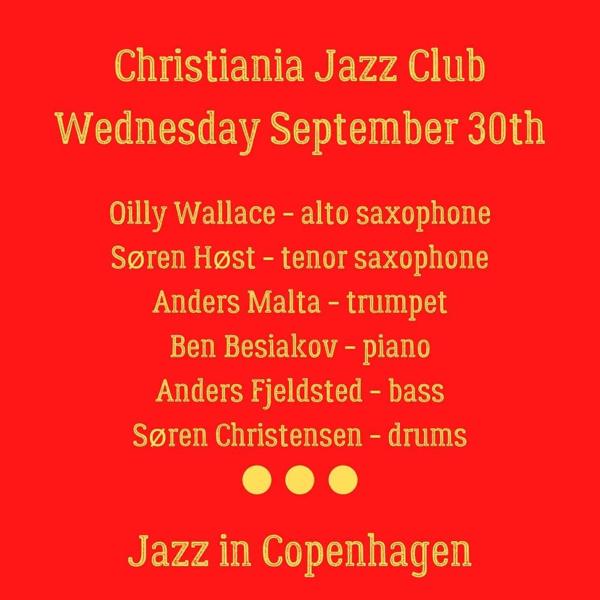 Christiania Jazz Club
Wednesday September 30th
Oilly Wallace - alto saxophone
Søren Høst - tenor saxophone
Anders Malta - trumpet
Ben Besiakov - piano
Anders Fjeldsted - bass
Søren Christensen - drums
Jazz in Copenhagen